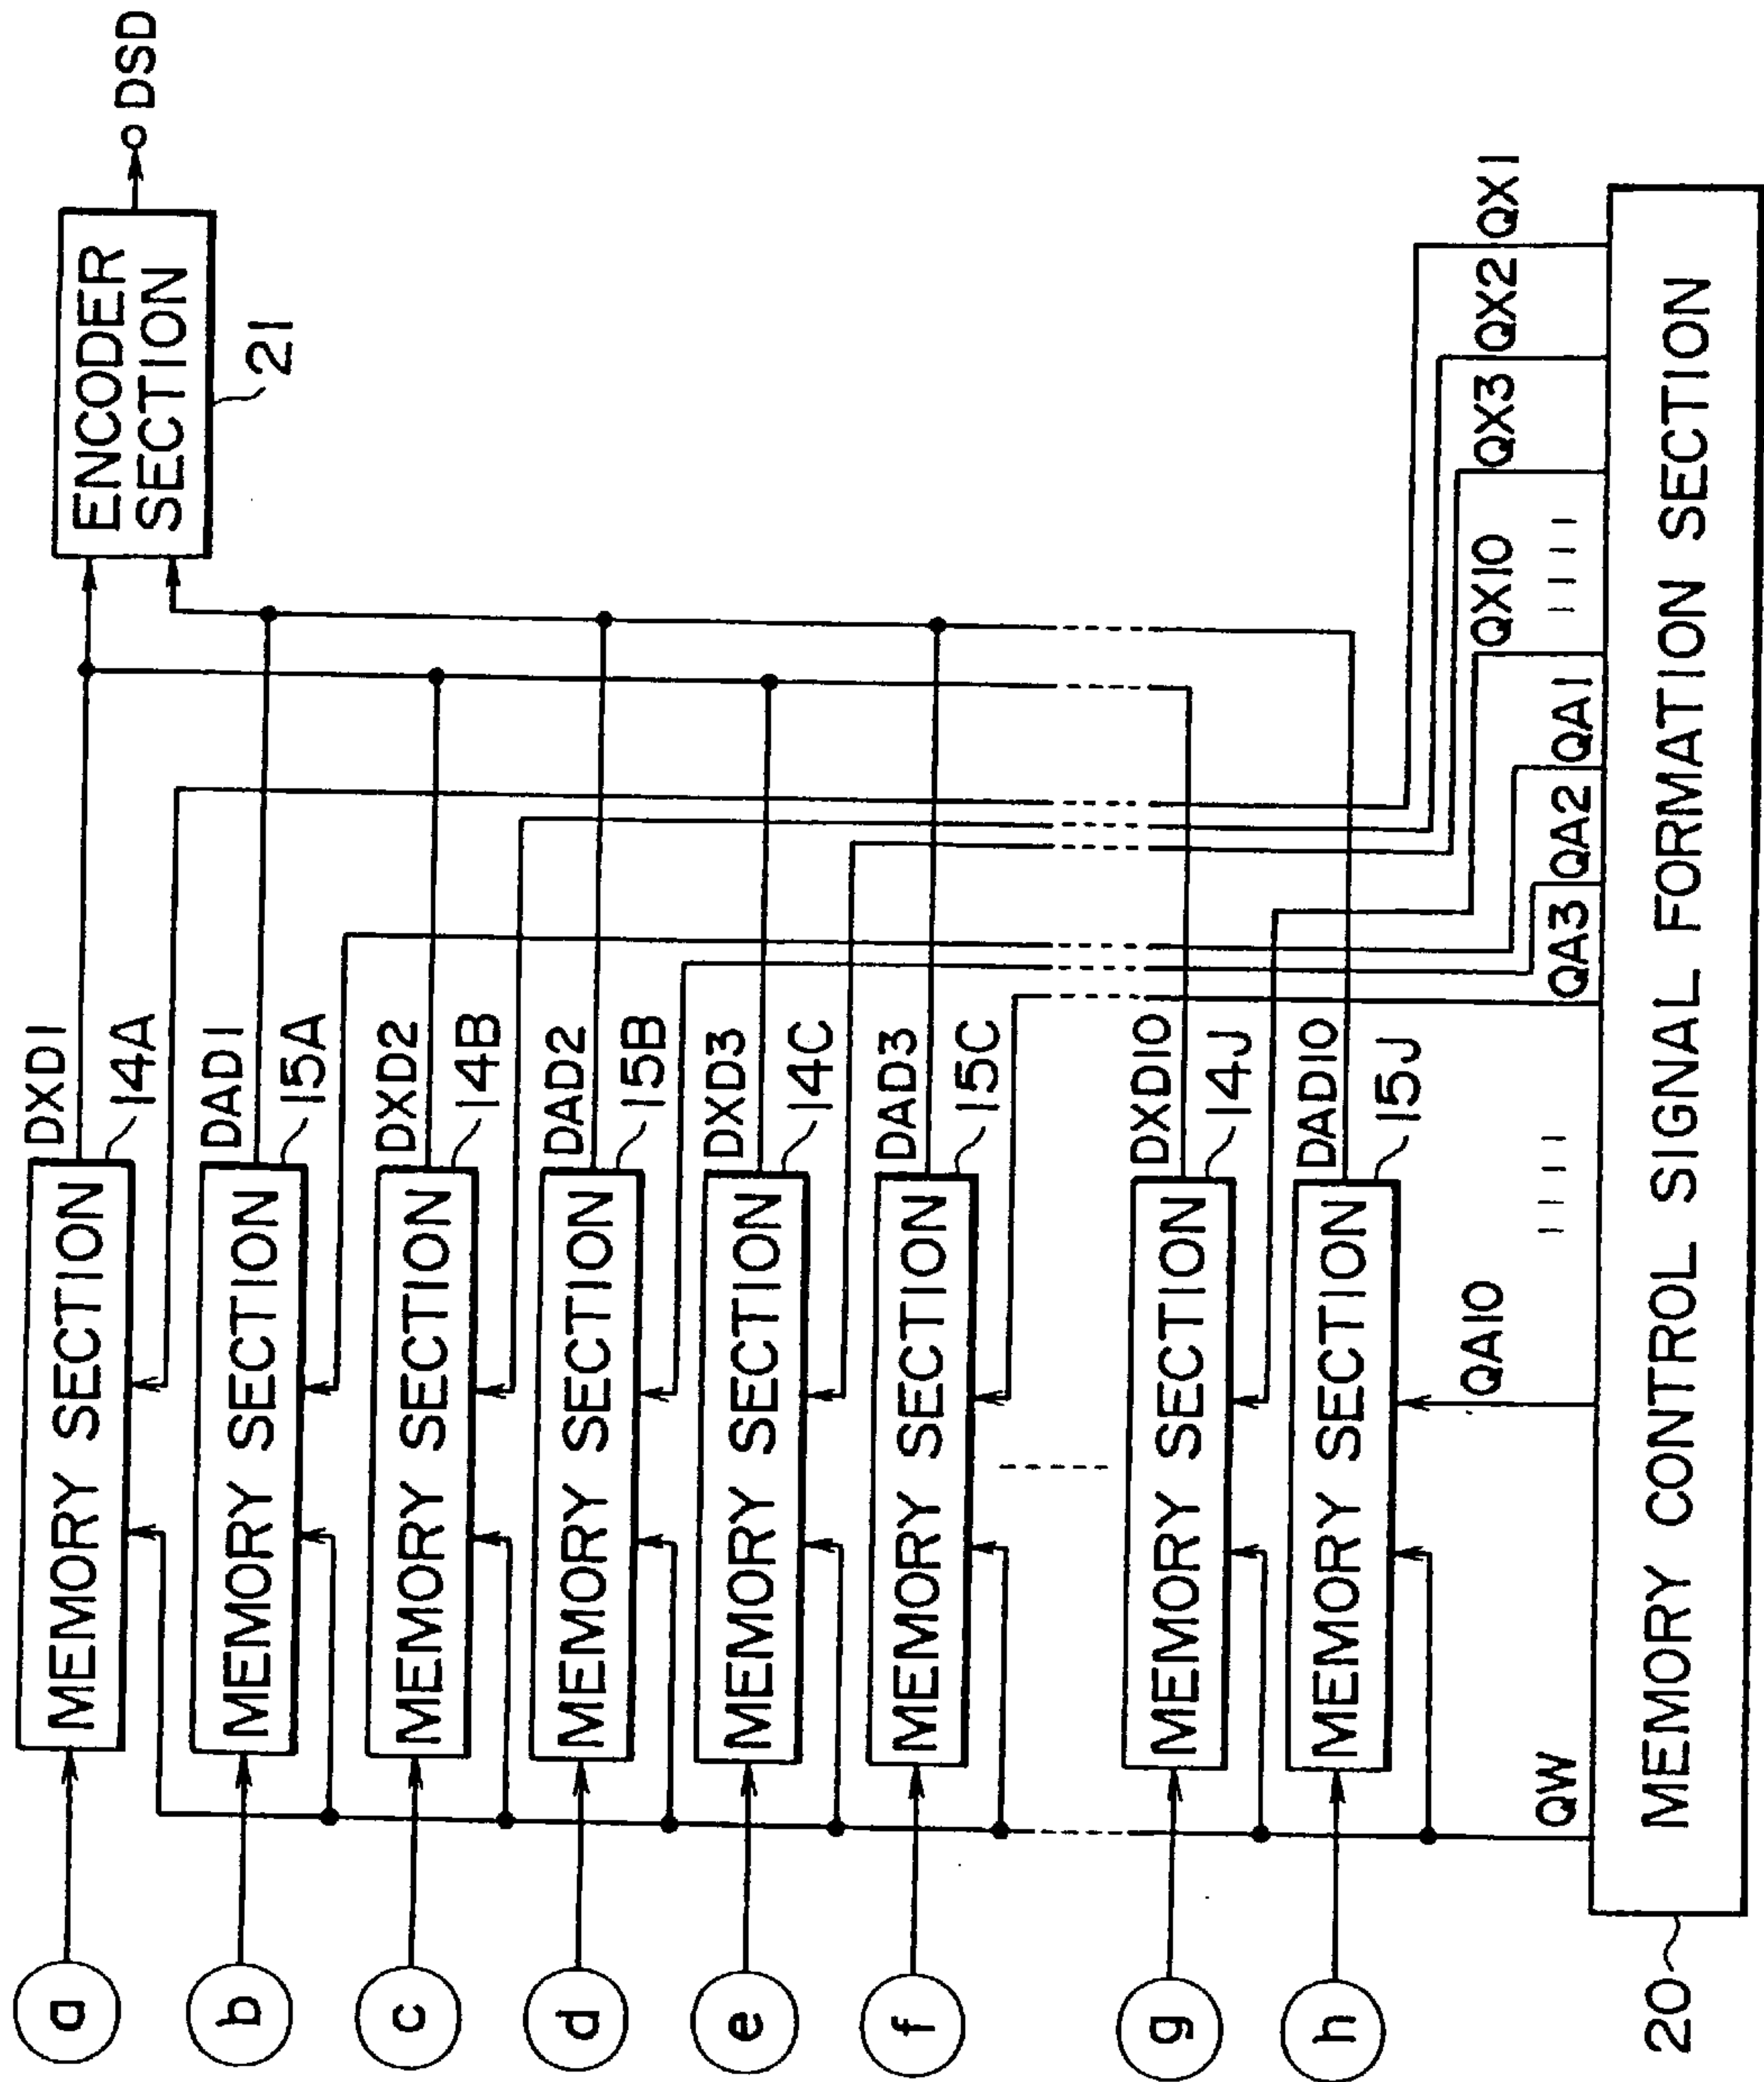 a
MEMORY SECTION
DXD1
14A
ENCODER
SECTION
21
DSD
b
MEMORY SECTION
DAD1
15A
c
MEMORY SECTION
DXD2
14B
d
MEMORY SECTION
DAD2
15B
e
MEMORY SECTION
DXD3
14C
f
MEMORY SECTION
DAD3
15C
g
MEMORY SECTION
DXD10
14J
h
MEMORY SECTION
DAD10
15J
QW
QA10
QA3
QA2
QA1
QX10
QX3
QX2
QX1
20
MEMORY CONTROL SIGNAL FORMATION SECTION